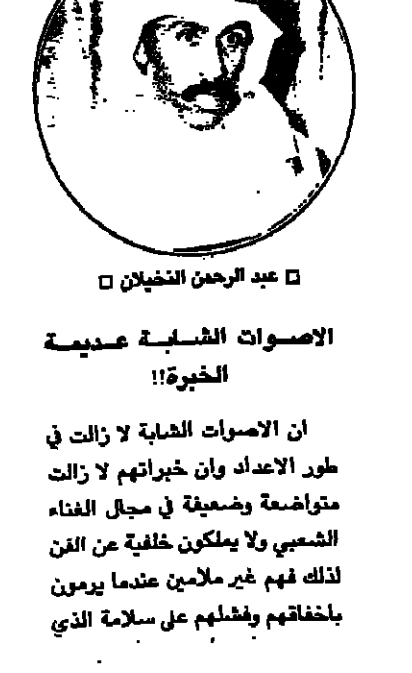 □ عبد الرحمن النخيلان □
الاصوات الشابة عديمة
الخبرة!!
ان الاصوات الشابة لا زالت في
طور الاعداد وان خبراتهم لا زالت
متواضعة وضعيفة في مجال الغناء
الشعبي ولا يملكون خلفية عن الفن
لذلك فهم غير ملامين عندما يرمون
باخفاقهم وفشلهم على سلامة الذي